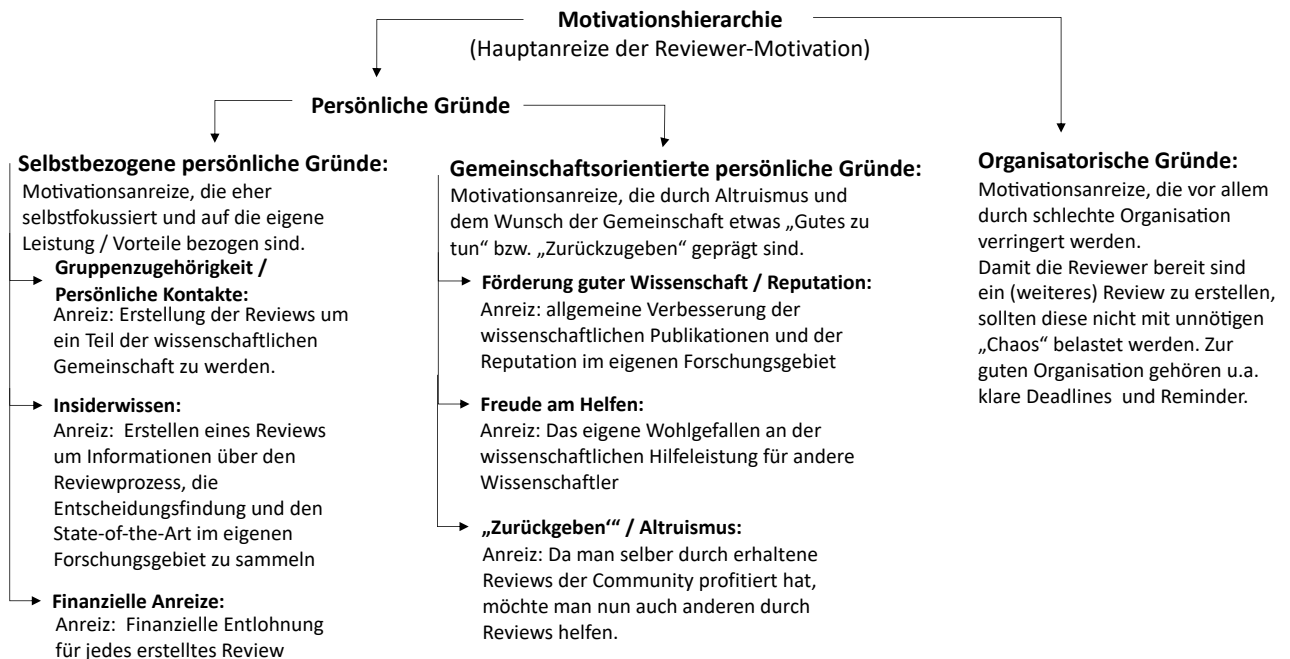 Motivationshierarchie
(Hauptanreize der Reviewer-Motivation)
Persönliche Gründe
Selbstbezogene persönliche Gründe:
Motivationsanreize, die eher
selbstfokussiert und auf die eigene
Leistung / Vorteile bezogen sind.
Gruppenzugehörigkeit /
Persönliche Kontakte:
Anreiz: Erstellung der Reviews um
ein Teil der wissenschaftlichen
Gemeinschaft zu werden.
Insiderwissen:
Anreiz: Erstellen eines Reviews
um Informationen über den
Reviewprozess, die
Entscheidungsfindung und den
State-of-the-Art im eigenen
Forschungsgebiet zu sammeln
Finanzielle Anreize:
Anreiz: Finanzielle Entlohnung
für jedes erstelltes Review
Gemeinschaftsorientierte persönliche Gründe:
Motivationsanreize, die durch Altruismus und
dem Wunsch der Gemeinschaft etwas „Gutes zu
tun“ bzw. „Zurückzugeben“ geprägt sind.
Förderung guter Wissenschaft / Reputation:
Anreiz: allgemeine Verbesserung der
wissenschaftlichen Publikationen und der
Reputation im eigenen Forschungsgebiet
Freude am Helfen:
Anreiz: Das eigene Wohlgefallen an der
wissenschaftlichen Hilfeleistung für andere
Wissenschaftler
„Zurückgeben‘“ / Altruismus:
Anreiz: Da man selber durch erhaltene
Reviews der Community profitiert hat,
möchte man nun auch anderen durch
Reviews helfen.
Organisatorische Gründe:
Motivationsanreize, die vor allem
durch schlechte Organisation
verringert werden.
Damit die Reviewer bereit sind
ein (weiteres) Review zu erstellen,
sollten diese nicht mit unnötigen
„Chaos“ belastet werden. Zur
guten Organisation gehören u.a.
klare Deadlines und Reminder.